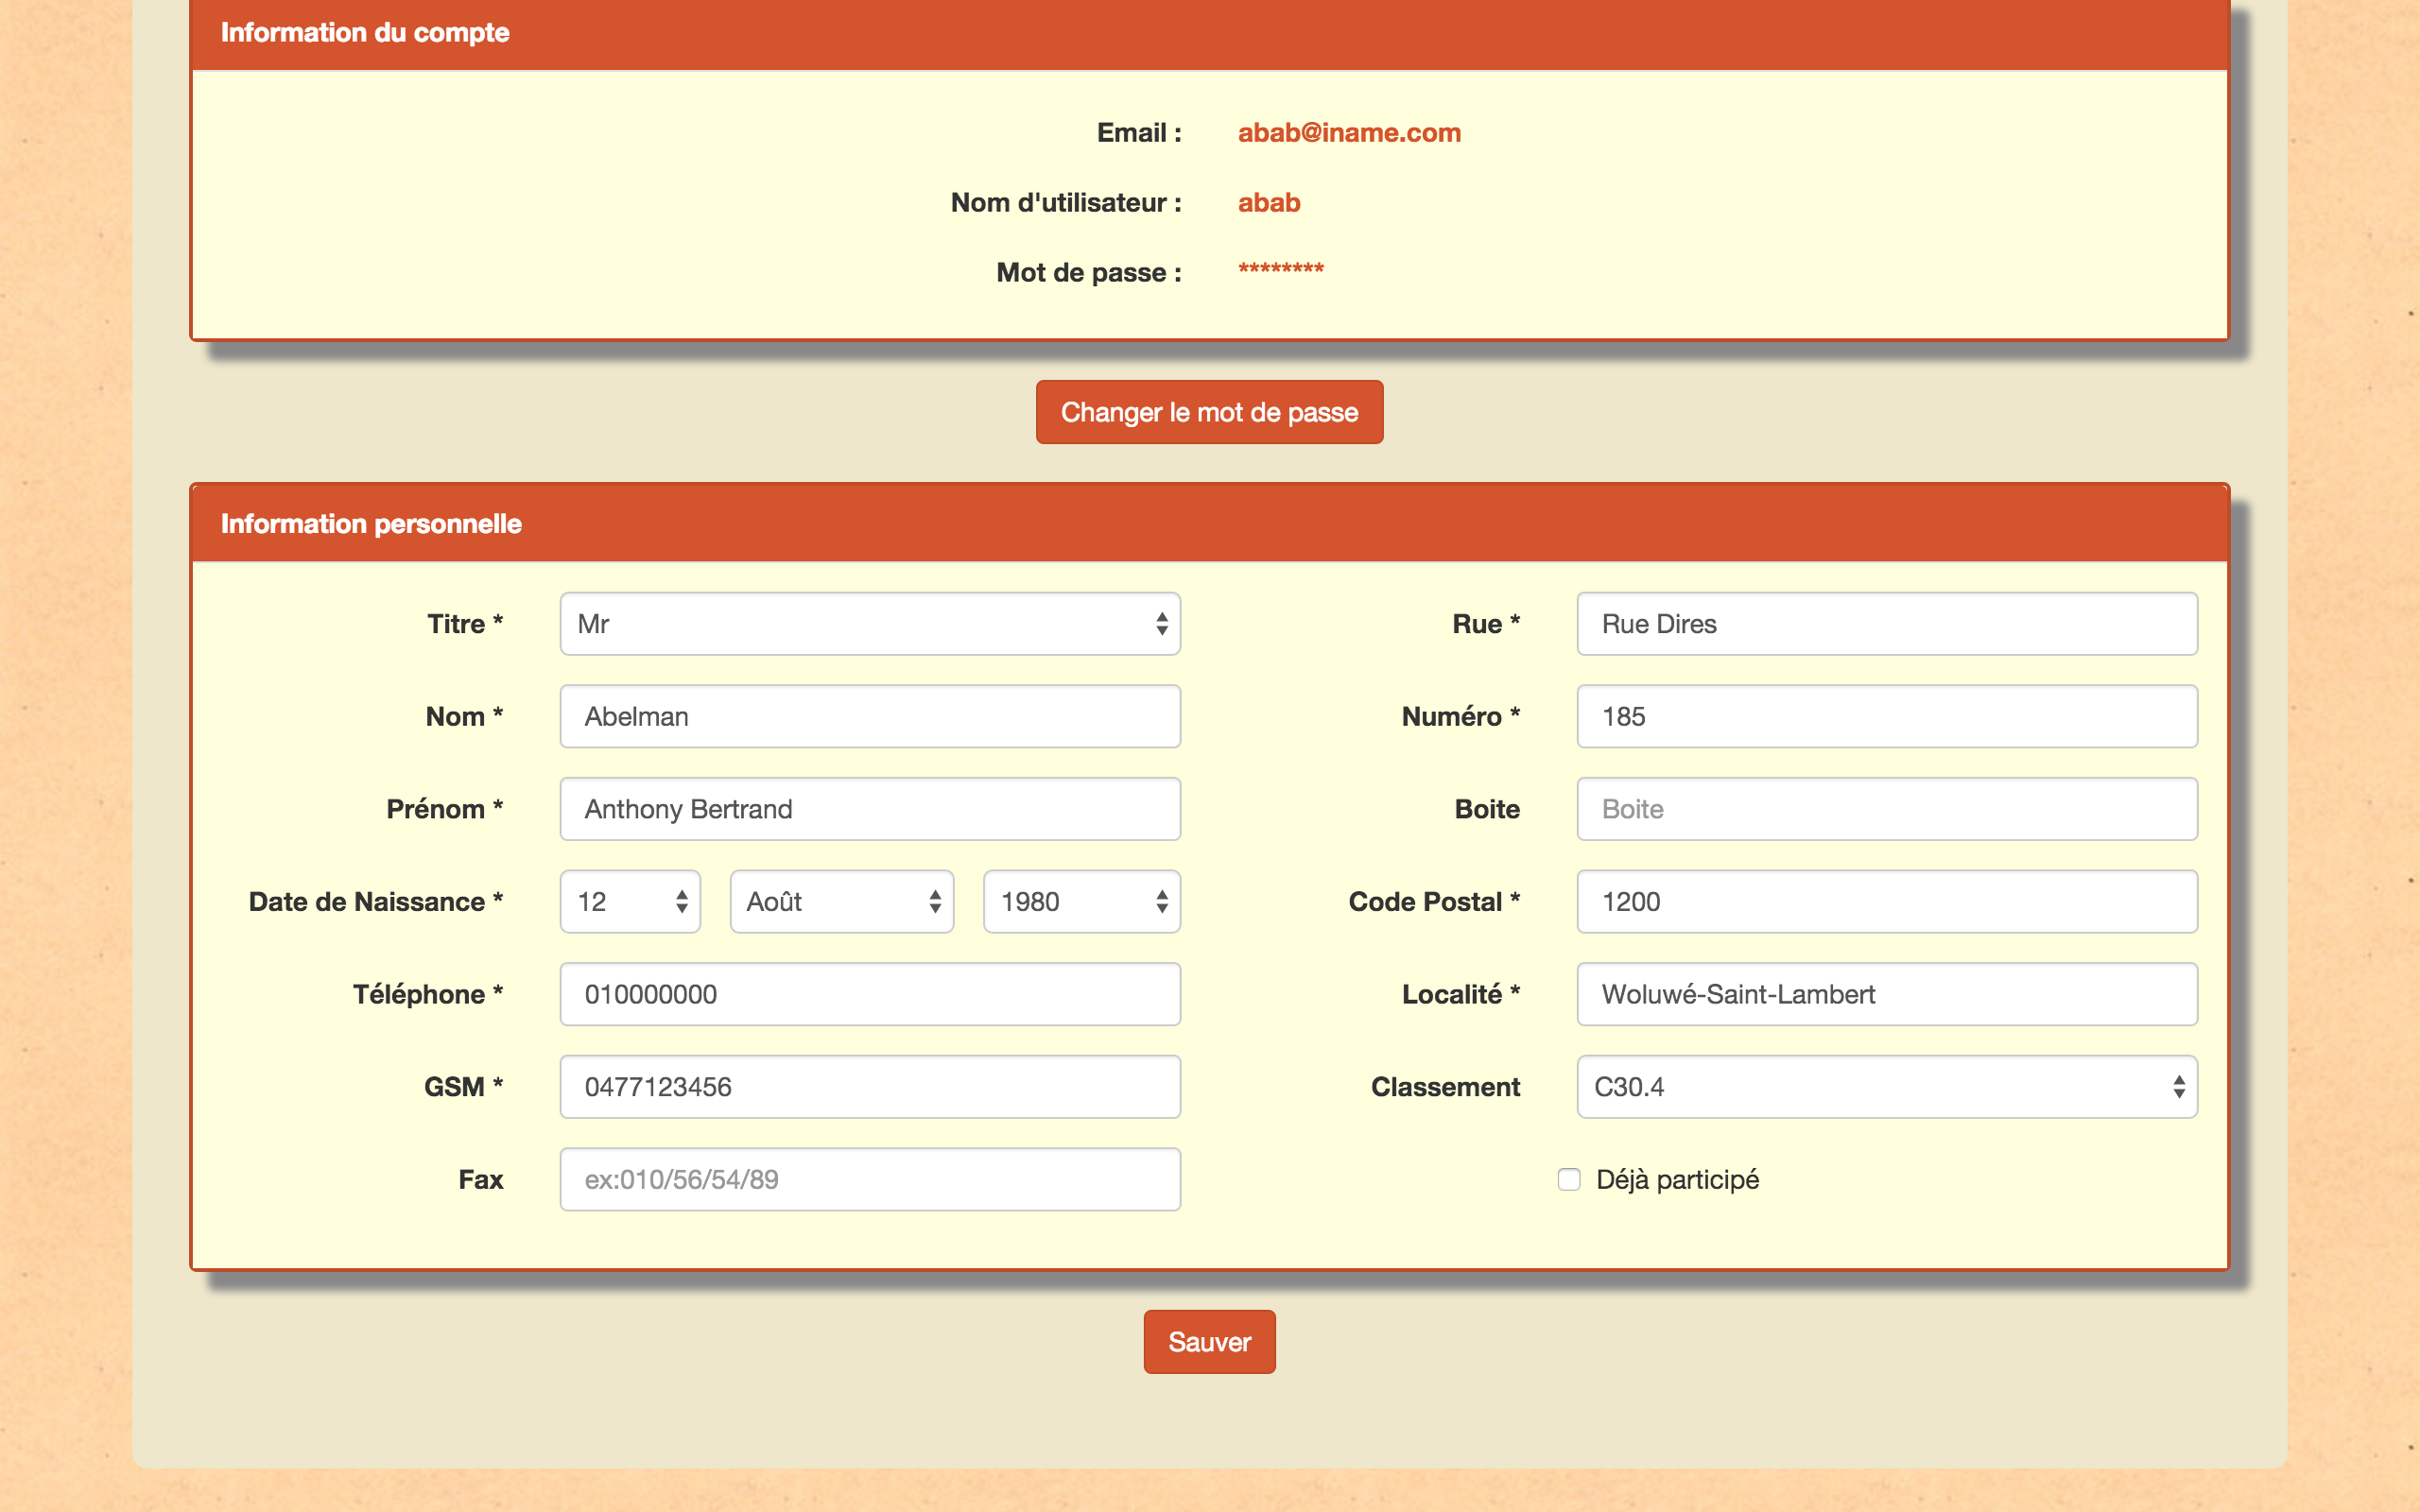 Information du compte
Email : abab@iname.com
Nom d'utilisateur : abab
Mot de passe : ********
Changer le mot de passe
Information personnelle
Titre * Mr
Nom * Abelman
Prénom * Anthony Bertrand
Date de Naissance * 12 Août 1980
Téléphone * 010000000
GSM * 0477123456
Fax ex:010/56/54/89
Rue * Rue Dires
Numéro * 185
Boite Boite
Code Postal * 1200
Localité * Woluwé-Saint-Lambert
Classement C30.4
Déjà participé
Sauver